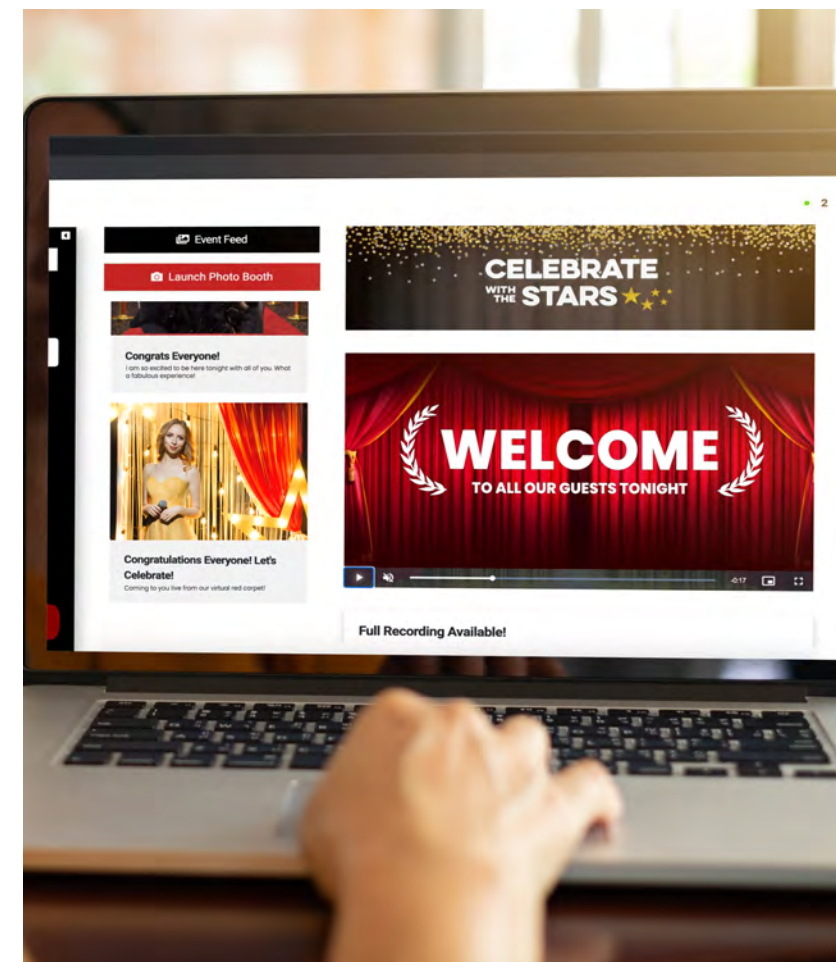 2
Event Feed
Launch Photo Booth
Congrats Everyone!
I am so excited to be here tonight with all of you. What
a fabulous experience!
Congratulations Everyone! Let's
Celebrate!
Coming to you live from our virtual red carpet!
CELEBRATE
WITH THE STARS
WELCOME
TO ALL OUR GUESTS TONIGHT
-0:17
Full Recording Available!